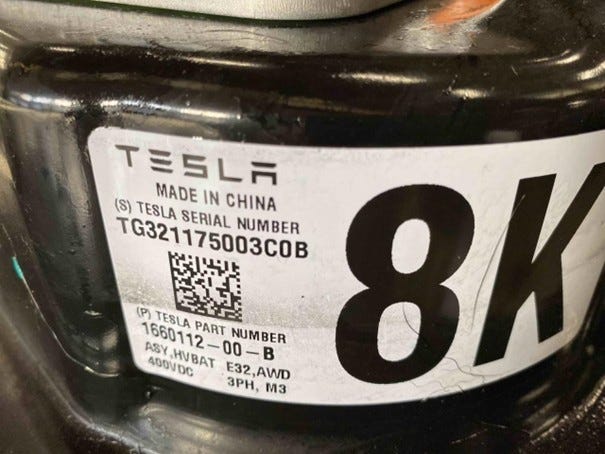 TESLA
MADE IN CHINA
(S) TESLA SERIAL NUMBER
TG321175003C0B
8K
(P) TESLA PART NUMBER
1660112-00-B
ASY,HVBAT E32,AWD
400VDC 3PH, M3